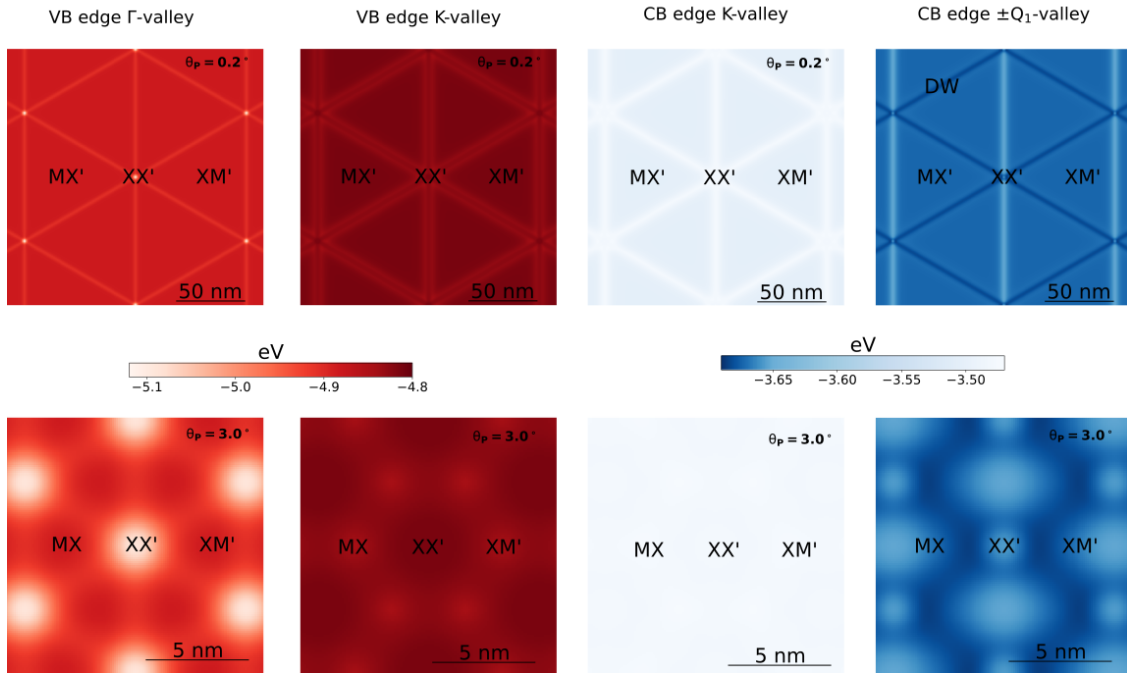 VB edge Γ-valley
VB edge K-valley
CB edge K-valley
CB edge ±Q₁-valley
θP = 0.2°
MX' XX' XM'
50 nm
θP = 0.2°
MX' XX' XM'
50 nm
θP = 0.2°
MX' XX' XM'
50 nm
DW
MX' XX' XM'
50 nm
eV
−5.1 −5.0 −4.9 −4.8
eV
−3.65 −3.60 −3.55 −3.50
θP = 3.0°
MX XX' XM'
5 nm
θP = 3.0°
MX XX' XM'
5 nm
θP = 3.0°
MX XX' XM'
5 nm
θP = 3.0°
MX XX' XM'
5 nm